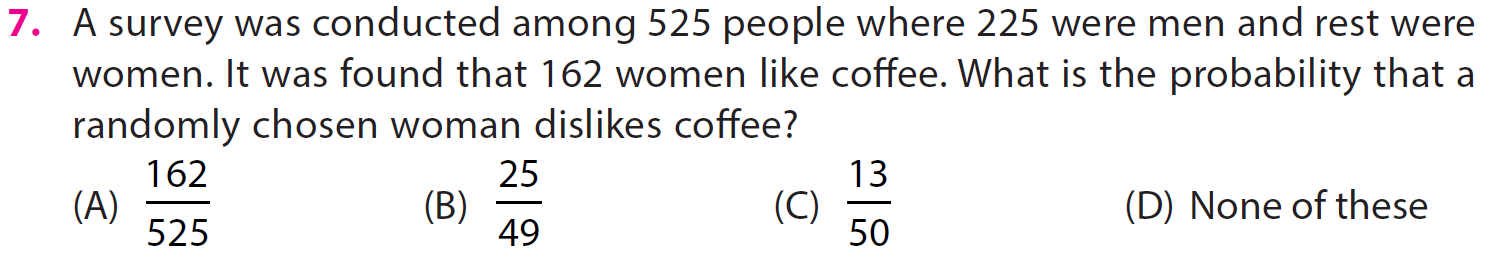 7. A survey was conducted among 525 people where 225 were men and rest were
women. It was found that 162 women like coffee. What is the probability that a
randomly chosen woman dislikes coffee?
(A) 162/525 (B) 25/49 (C) 13/50 (D) None of these